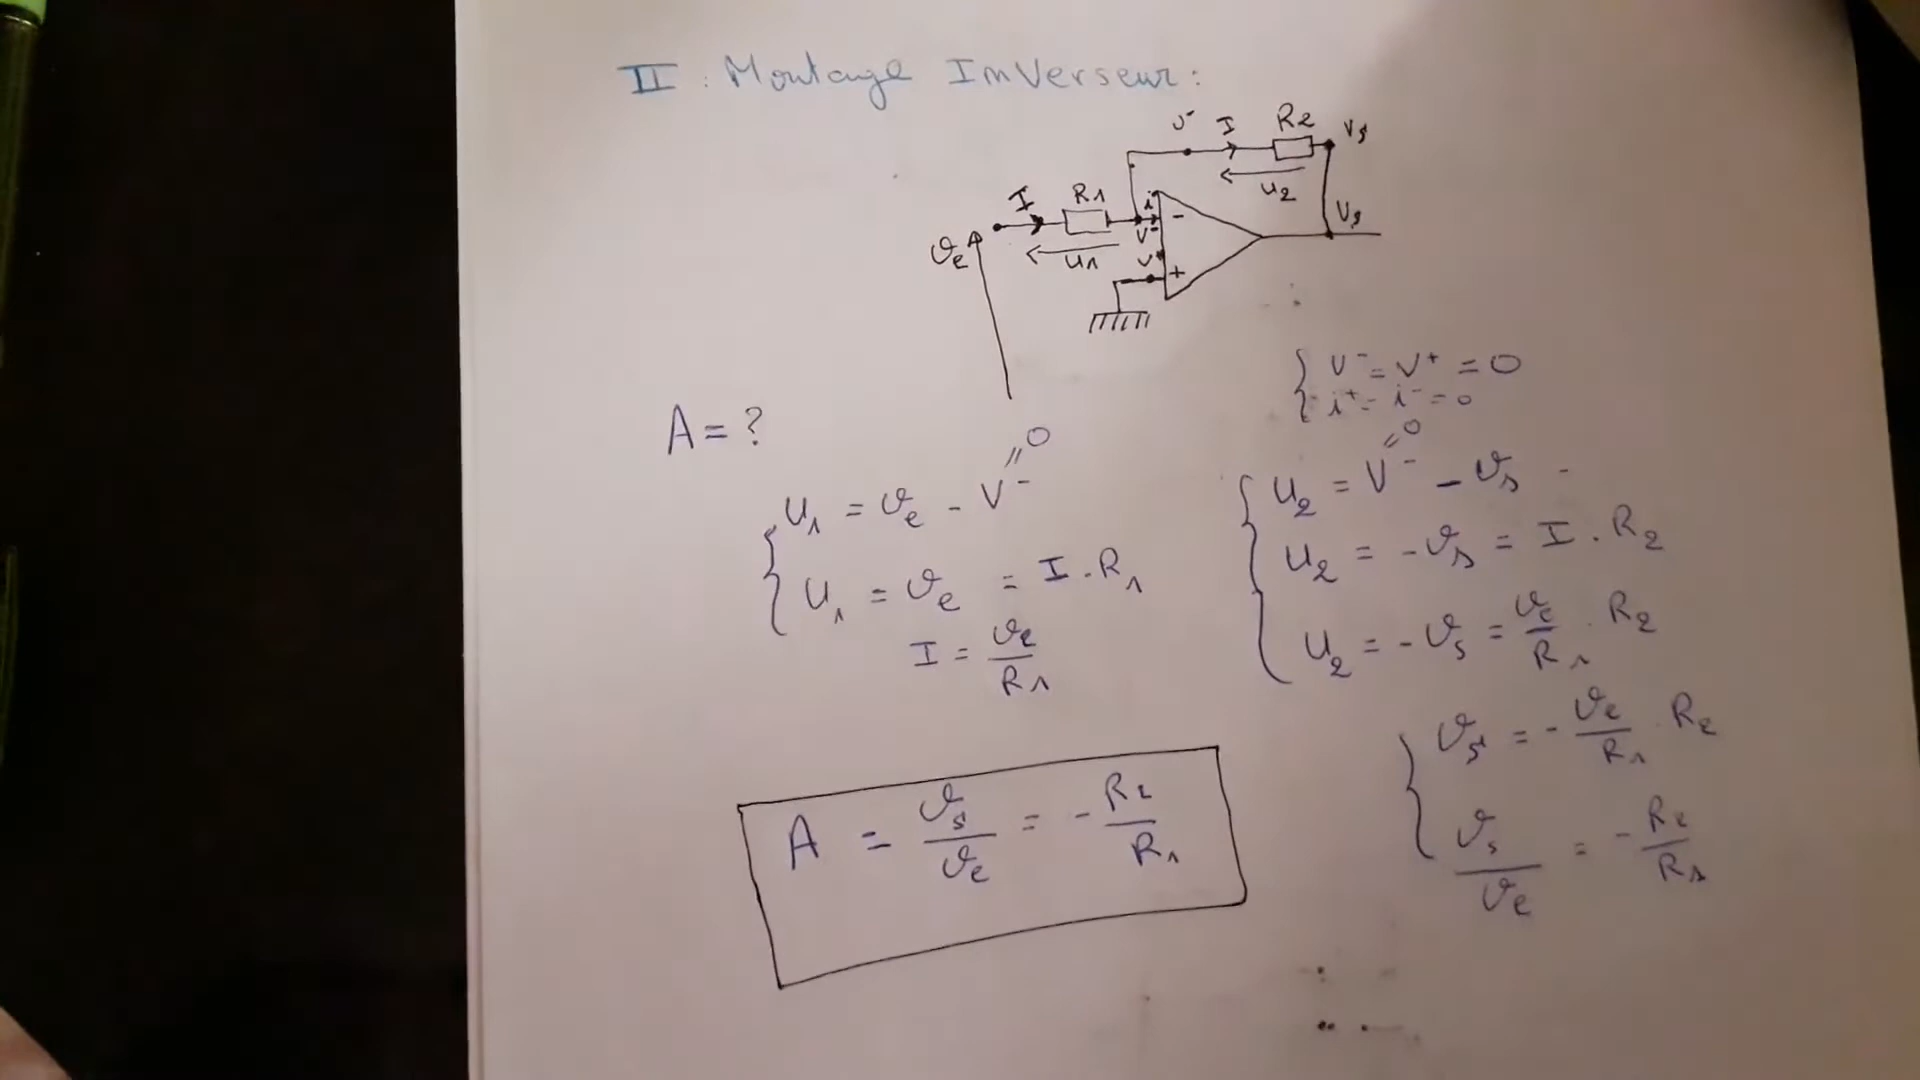 II : Montage Inverseur :
V⁻ I R2 Vs
u2
I R1 i⁻ - Vs
ve u1 V⁻
V⁺ +
{ V⁻ = V⁺ = 0
i⁺ = i⁻ = 0
A = ?
{ u1 = ve - V⁻ = 0
u1 = ve = I . R1
I = ve / R1
{ u2 = V⁻ - vs
= 0
u2 = - vs = I . R2
u2 = - vs = ve / R1 . R2
{ vs = - ve / R1 . R2
vs / ve = - R2 / R1
A = vs / ve = - R2 / R1